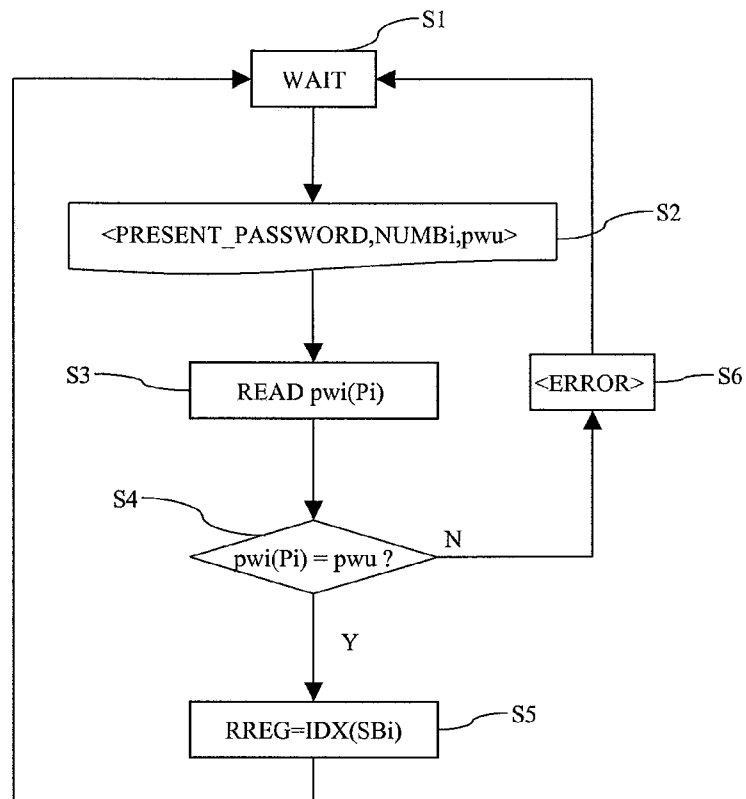 S1
WAIT
<PRESENT_PASSWORD,NUMBi,pwu>
S2
S3
READ pwi(Pi)
<ERROR>
S6
S4
pwi(Pi) = pwu ?
N
Y
RREG=IDX(SBi)
S5